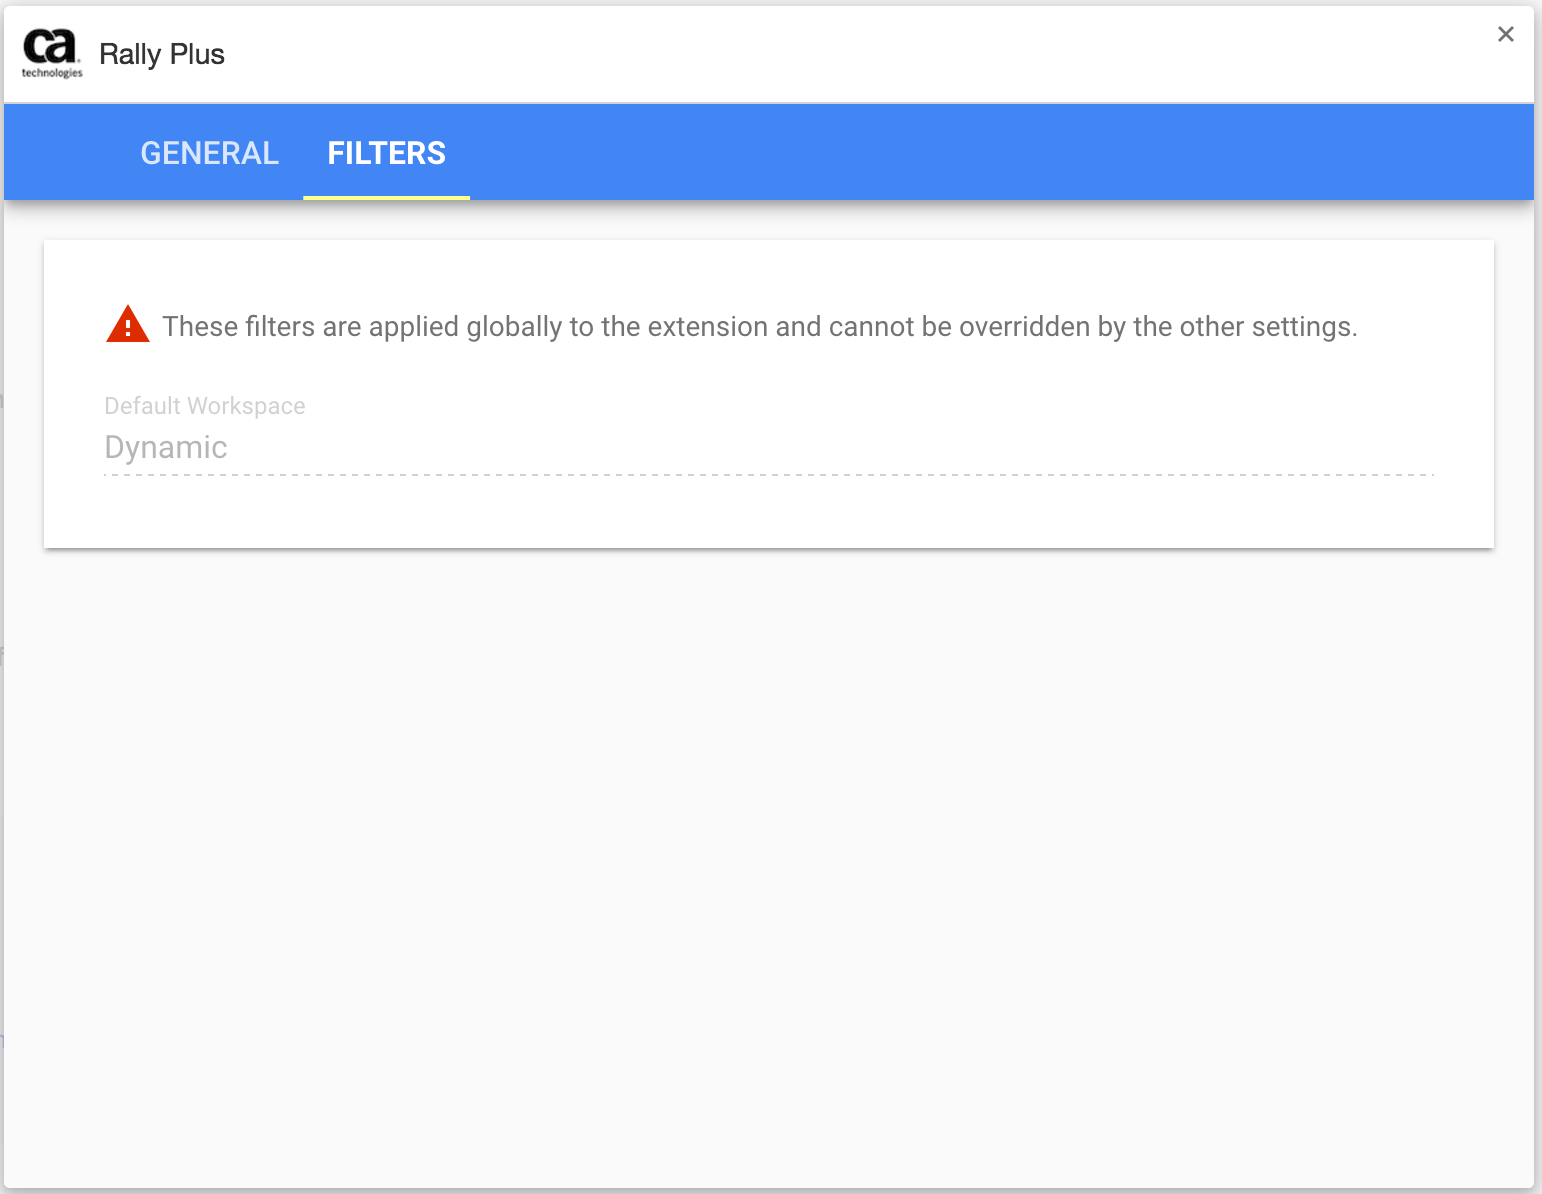 ca
technologies
Rally Plus
GENERAL FILTERS
These filters are applied globally to the extension and cannot be overridden by the other settings.
Default Workspace
Dynamic